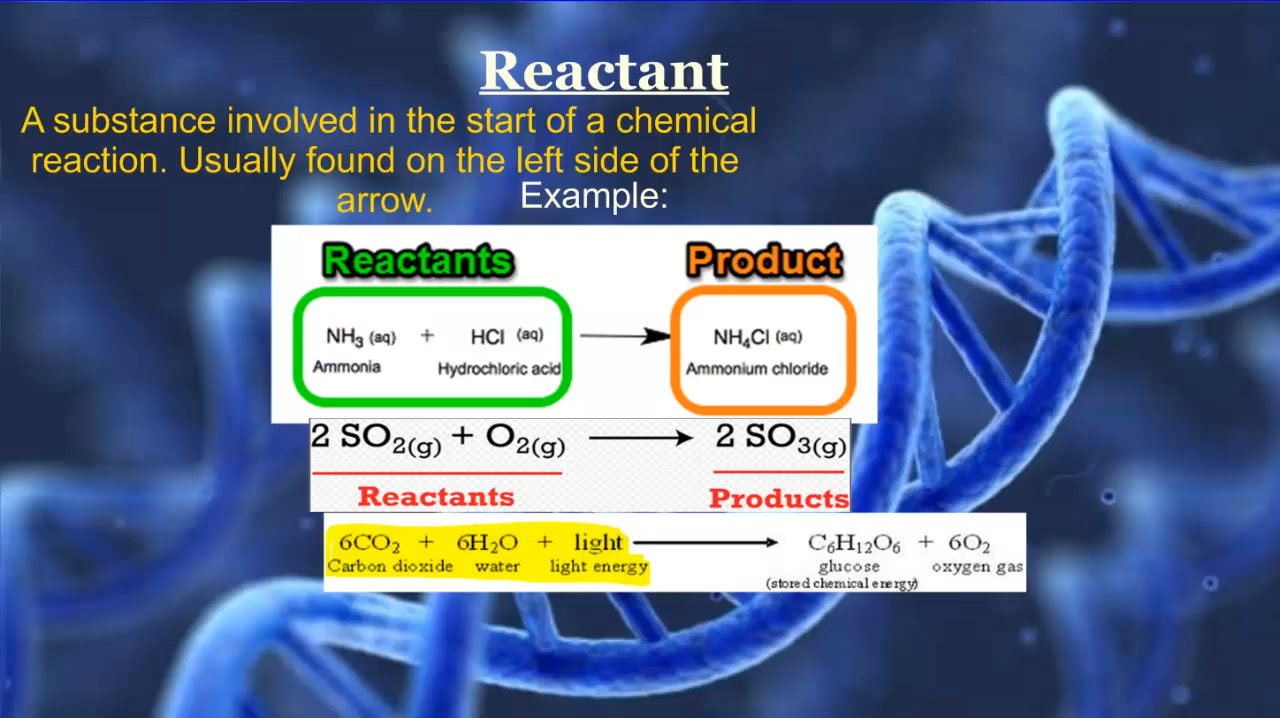 Reactant
A substance involved in the start of a chemical
reaction. Usually found on the left side of the
arrow.
Example:
Reactants Product
NH₃ (aq) + HCl (aq) NH₄Cl (aq)
Ammonia Hydrochloric acid Ammonium chloride
2 SO₂(g) + O₂(g) → 2 SO₃(g)
Reactants Products
6CO₂ + 6H₂O + light → C₆H₁₂O₆ + 6O₂
Carbon dioxide water light energy glucose oxygen gas
(stored chemical energy)